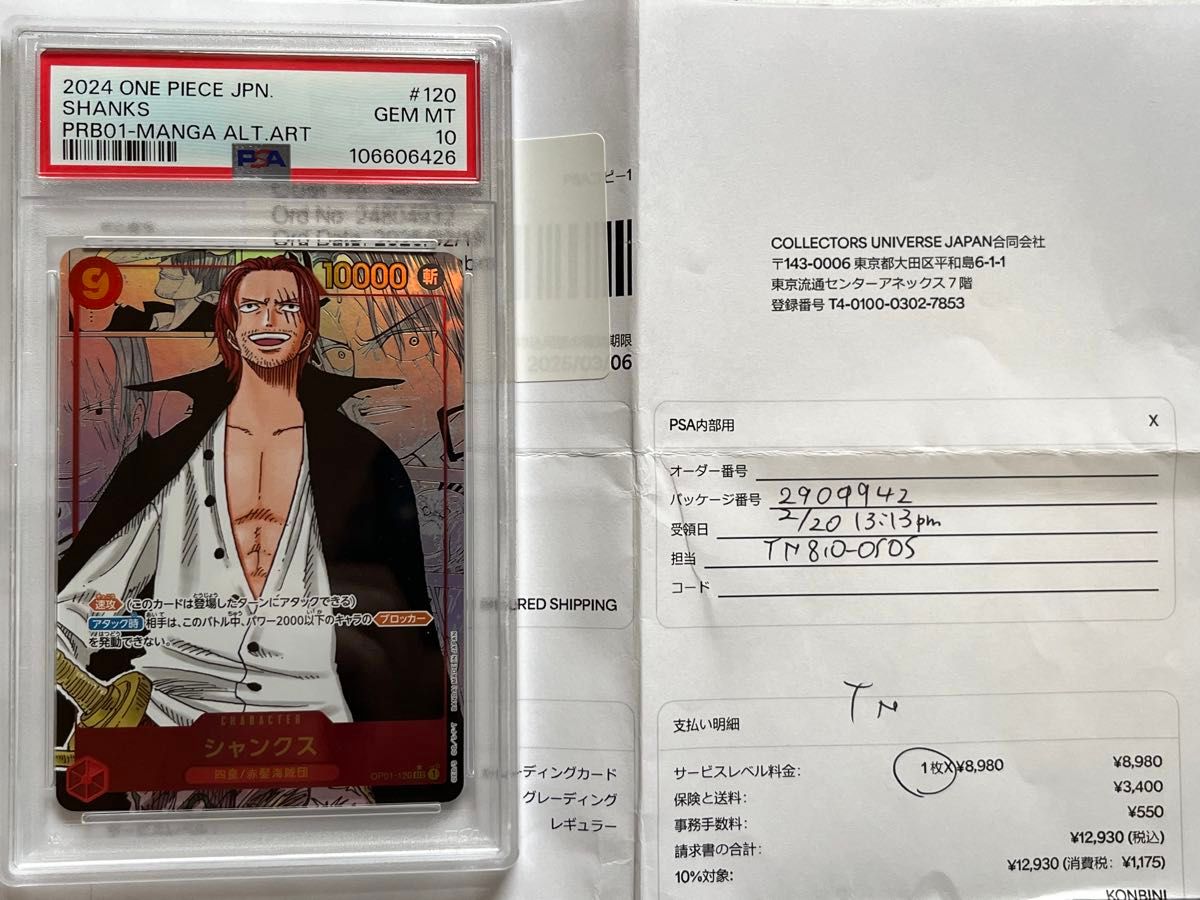 2024 ONE PIECE JPN. #120
SHANKS GEM MT
PRB01-MANGA ALT.ART 10
106606426
PSA
Ord No 24804937
9
10000
斬
速攻 (このカードは登場したターンにアタックできる)
アタック時 相手は、このバトル中、パワー2000以下のキャラの ブロッカー
を発動できない。
CHARACTER
シャンクス
四皇/赤髪海賊団
OP01-120
1
ピー1
期限
2025/03/06
RED SHIPPING
ーディングカード
グレーディング
レギュラー
COLLECTORS UNIVERSE JAPAN合同会社
〒143-0006 東京都大田区平和島6-1-1
東京流通センターアネックス7階
登録番号 T4-0100-0302-7853
PSA内部用 X
オーダー番号
パッケージ番号 2909942
受領日 2/20 13:13pm
担当
コード
TN
支払い明細
サービスレベル料金: 1枚X¥8,980 ¥8,980
保険と送料: ¥3,400
事務手数料: ¥550
請求書の合計: ¥12,930 (税込)
10%対象: ¥12,930 (消費税: ¥1,175)
KONBINI